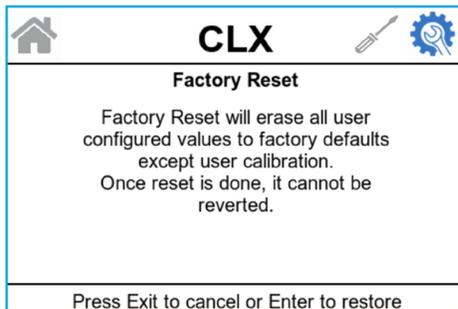 CLX
Factory Reset
Factory Reset will erase all user
configured values to factory defaults
except user calibration.
Once reset is done, it cannot be
reverted.
Press Exit to cancel or Enter to restore